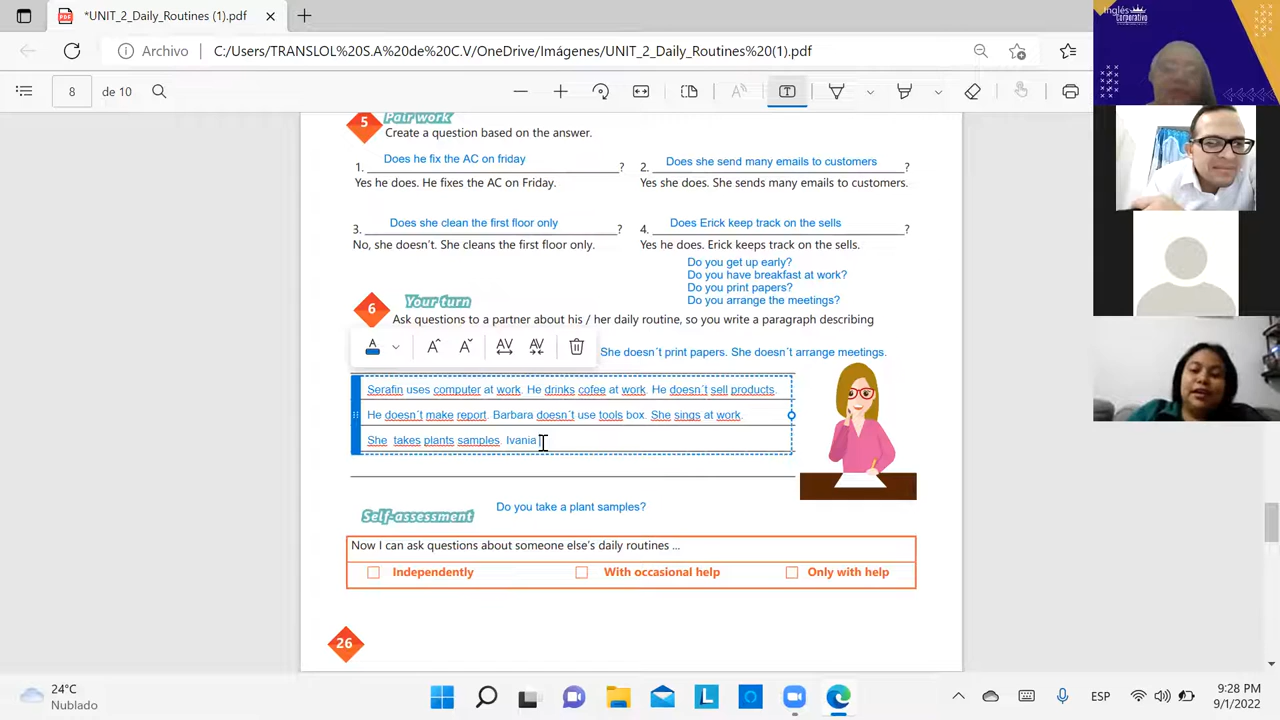 *UNIT_2_Daily_Routines (1).pdf
Archivo
C:/Users/TRANSLOL%20S.A%20de%20C.V/OneDrive/Imágenes/UNIT_2_Daily_Routines%20(1).pdf
Inglés
Corporativo
8
de 10
5
Pair work
Create a question based on the answer.
1. Does he fix the AC on friday ?
Yes he does. He fixes the AC on Friday.
2. Does she send many emails to customers ?
Yes she does. She sends many emails to customers.
3. Does she clean the first floor only ?
No, she doesn't. She cleans the first floor only.
4. Does Erick keep track on the sells ?
Yes he does. Erick keeps track on the sells.
Do you get up early?
Do you have breakfast at work?
Do you print papers?
Do you arrange the meetings?
6
Your turn
Ask questions to a partner about his / her daily routine, so you write a paragraph describing
She doesn´t print papers. She doesn´t arrange meetings.
Serafin uses computer at work. He drinks cofee at work. He doesn´t sell products.
He doesn´t make report. Barbara doesn´t use tools box. She sings at work.
She takes plants samples. Ivania
Do you take a plant samples?
Self-assessment
Now I can ask questions about someone else's daily routines ...
Independently
With occasional help
Only with help
26
24°C
Nublado
ESP
9:28 PM
9/1/2022